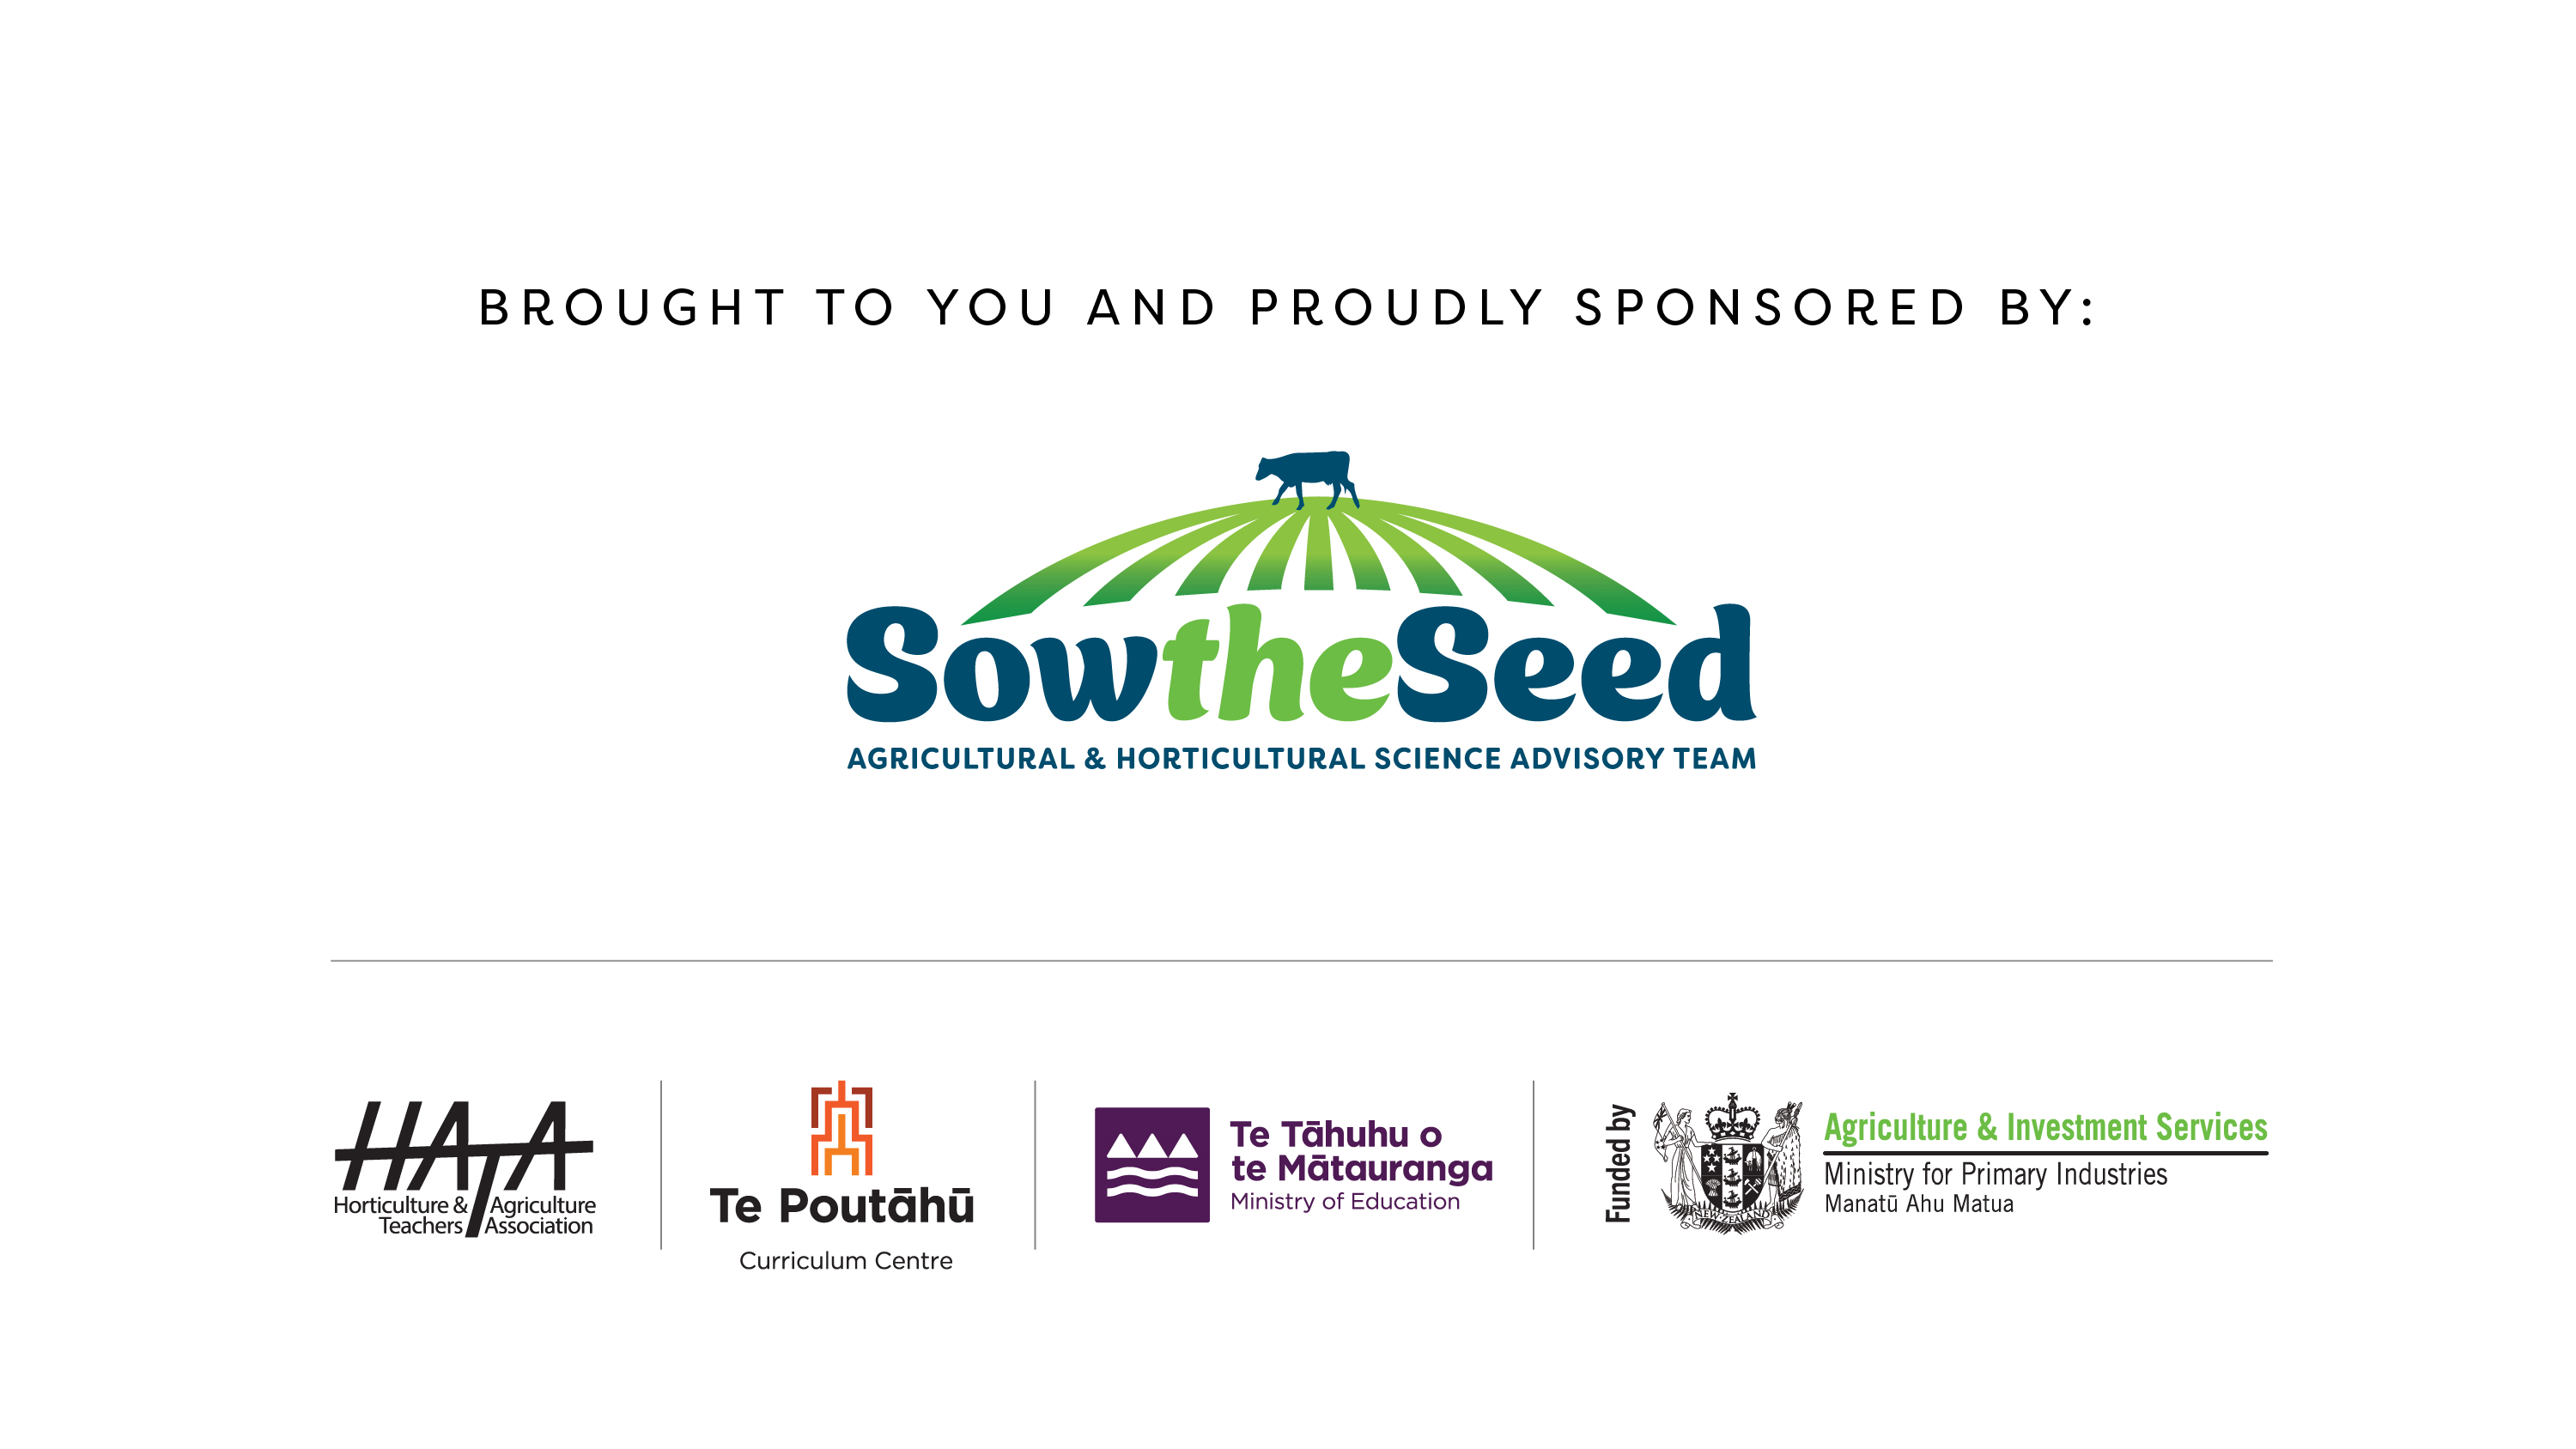 BROUGHT TO YOU AND PROUDLY SPONSORED BY:
SowtheSeed
AGRICULTURAL & HORTICULTURAL SCIENCE ADVISORY TEAM
HATA
Horticulture & Agriculture
Teachers Association
Te Poutāhū
Curriculum Centre
Te Tāhuhu o
te Mātauranga
Ministry of Education
Funded by
NEW ZEALAND
Agriculture & Investment Services
Ministry for Primary Industries
Manatū Ahu Matua